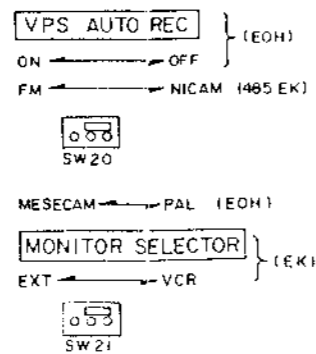 VPS AUTO REC (EOH)
ON OFF
FM NICAM (465 EK)
SW20
MESECAM PAL (EOH)
MONITOR SELECTOR (EK)
EXT VCR
SW21